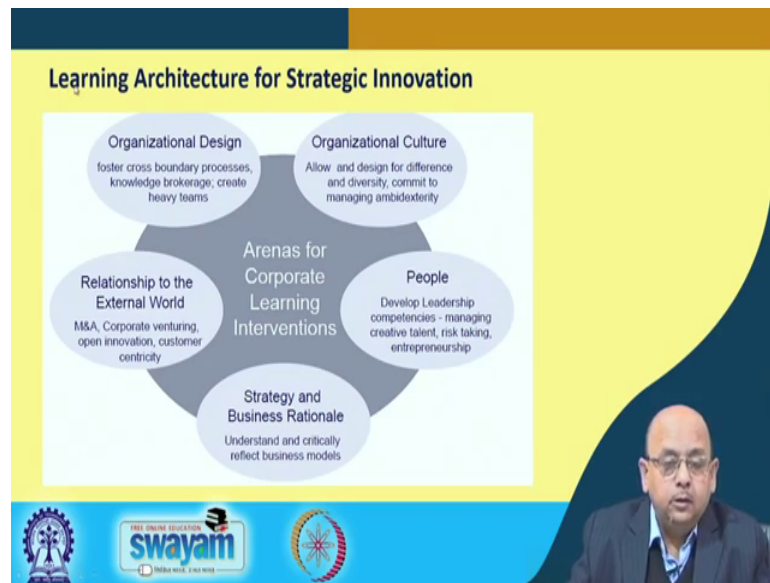 Learning Architecture for Strategic Innovation
Organizational Design
foster cross boundary processes,
knowledge brokerage; create
heavy teams
Organizational Culture
Allow and design for difference
and diversity, commit to
managing ambidexterity
Arenas for
Corporate
Learning
Interventions
Relationship to the
External World
M&A, Corporate venturing,
open innovation, customer
centricity
People
Develop Leadership
competencies - managing
creative talent, risk taking,
entrepreneurship
Strategy and
Business Rationale
Understand and critically
reflect business models
FREE ONLINE EDUCATION
swayam